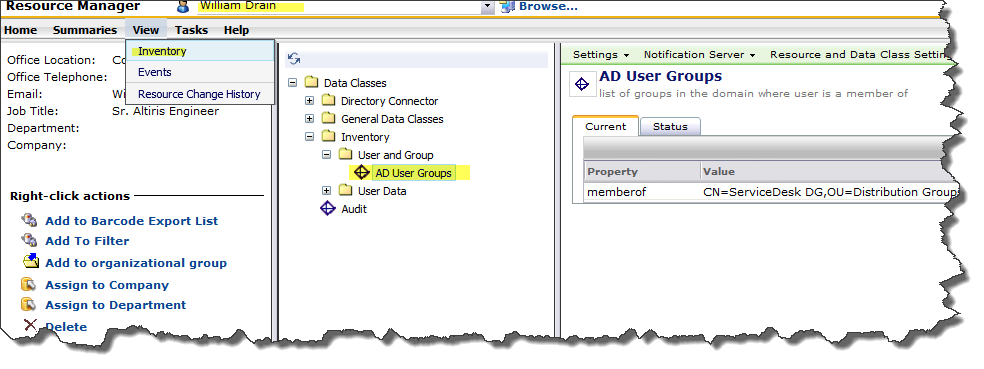 Resource Manager
William Drain
Browse...
Home Summaries View Tasks Help
Inventory
Events
Resource Change History
Office Location: Co
Office Telephone:
Email: Wi
Job Title: Sr. Altiris Engineer
Department:
Company:
Right-click actions
Add to Barcode Export List
Add To Filter
Add to organizational group
Assign to Company
Assign to Department
Delete
Data Classes
Directory Connector
General Data Classes
Inventory
User and Group
AD User Groups
User Data
Audit
Settings Notification Server Resource and Data Class Settin
AD User Groups
list of groups in the domain where user is a member of
Current Status
Property Value
memberof CN=ServiceDesk DG,OU=Distribution Groups